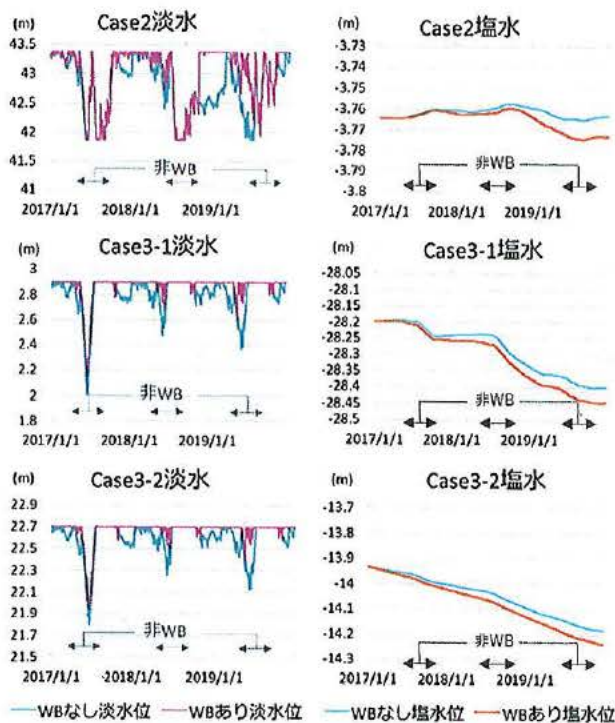 (m) Case2淡水
43.5
43
42.5
42
41.5
41
非WB
2017/1/1 2018/1/1 2019/1/1
(m) Case2塩水
-3.73
-3.74
-3.75
-3.76
-3.77
-3.78
-3.79
-3.8
非WB
2017/1/1 2018/1/1 2019/1/1
(m) Case3-1淡水
3
2.8
2.6
2.4
2.2
2
1.8
非WB
2017/1/1 2018/1/1 2019/1/1
(m) Case3-1塩水
-28.05
-28.1
-28.15
-28.2
-28.25
-28.3
-28.35
-28.4
-28.45
-28.5
非WB
2017/1/1 2018/1/1 2019/1/1
(m) Case3-2淡水
22.9
22.7
22.5
22.3
22.1
21.9
21.7
21.5
非WB
2017/1/1 2018/1/1 2019/1/1
(m) Case3-2塩水
-13.7
-13.8
-13.9
-14
-14.1
-14.2
-14.3
非WB
2017/1/1 2018/1/1 2019/1/1
WBなし淡水位 WBあり淡水位 WBなし塩水位 WBあり塩水位